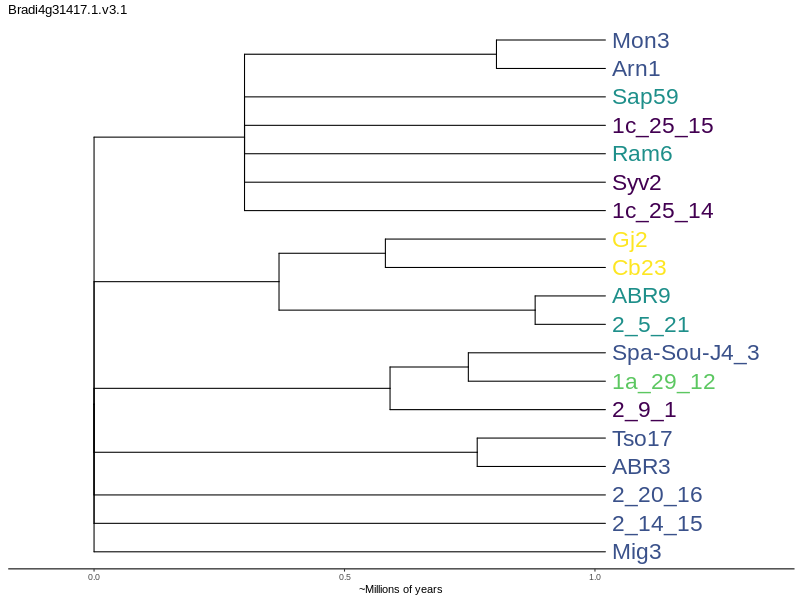 Bradi4g31417.1.v3.1
Mon3
Arn1
Sap59
1c_25_15
Ram6
Syv2
1c_25_14
Gj2
Cb23
ABR9
2_5_21
Spa-Sou-J4_3
1a_29_12
2_9_1
Tso17
ABR3
2_20_16
2_14_15
Mig3
0.0 0.5 1.0
~Millions of years